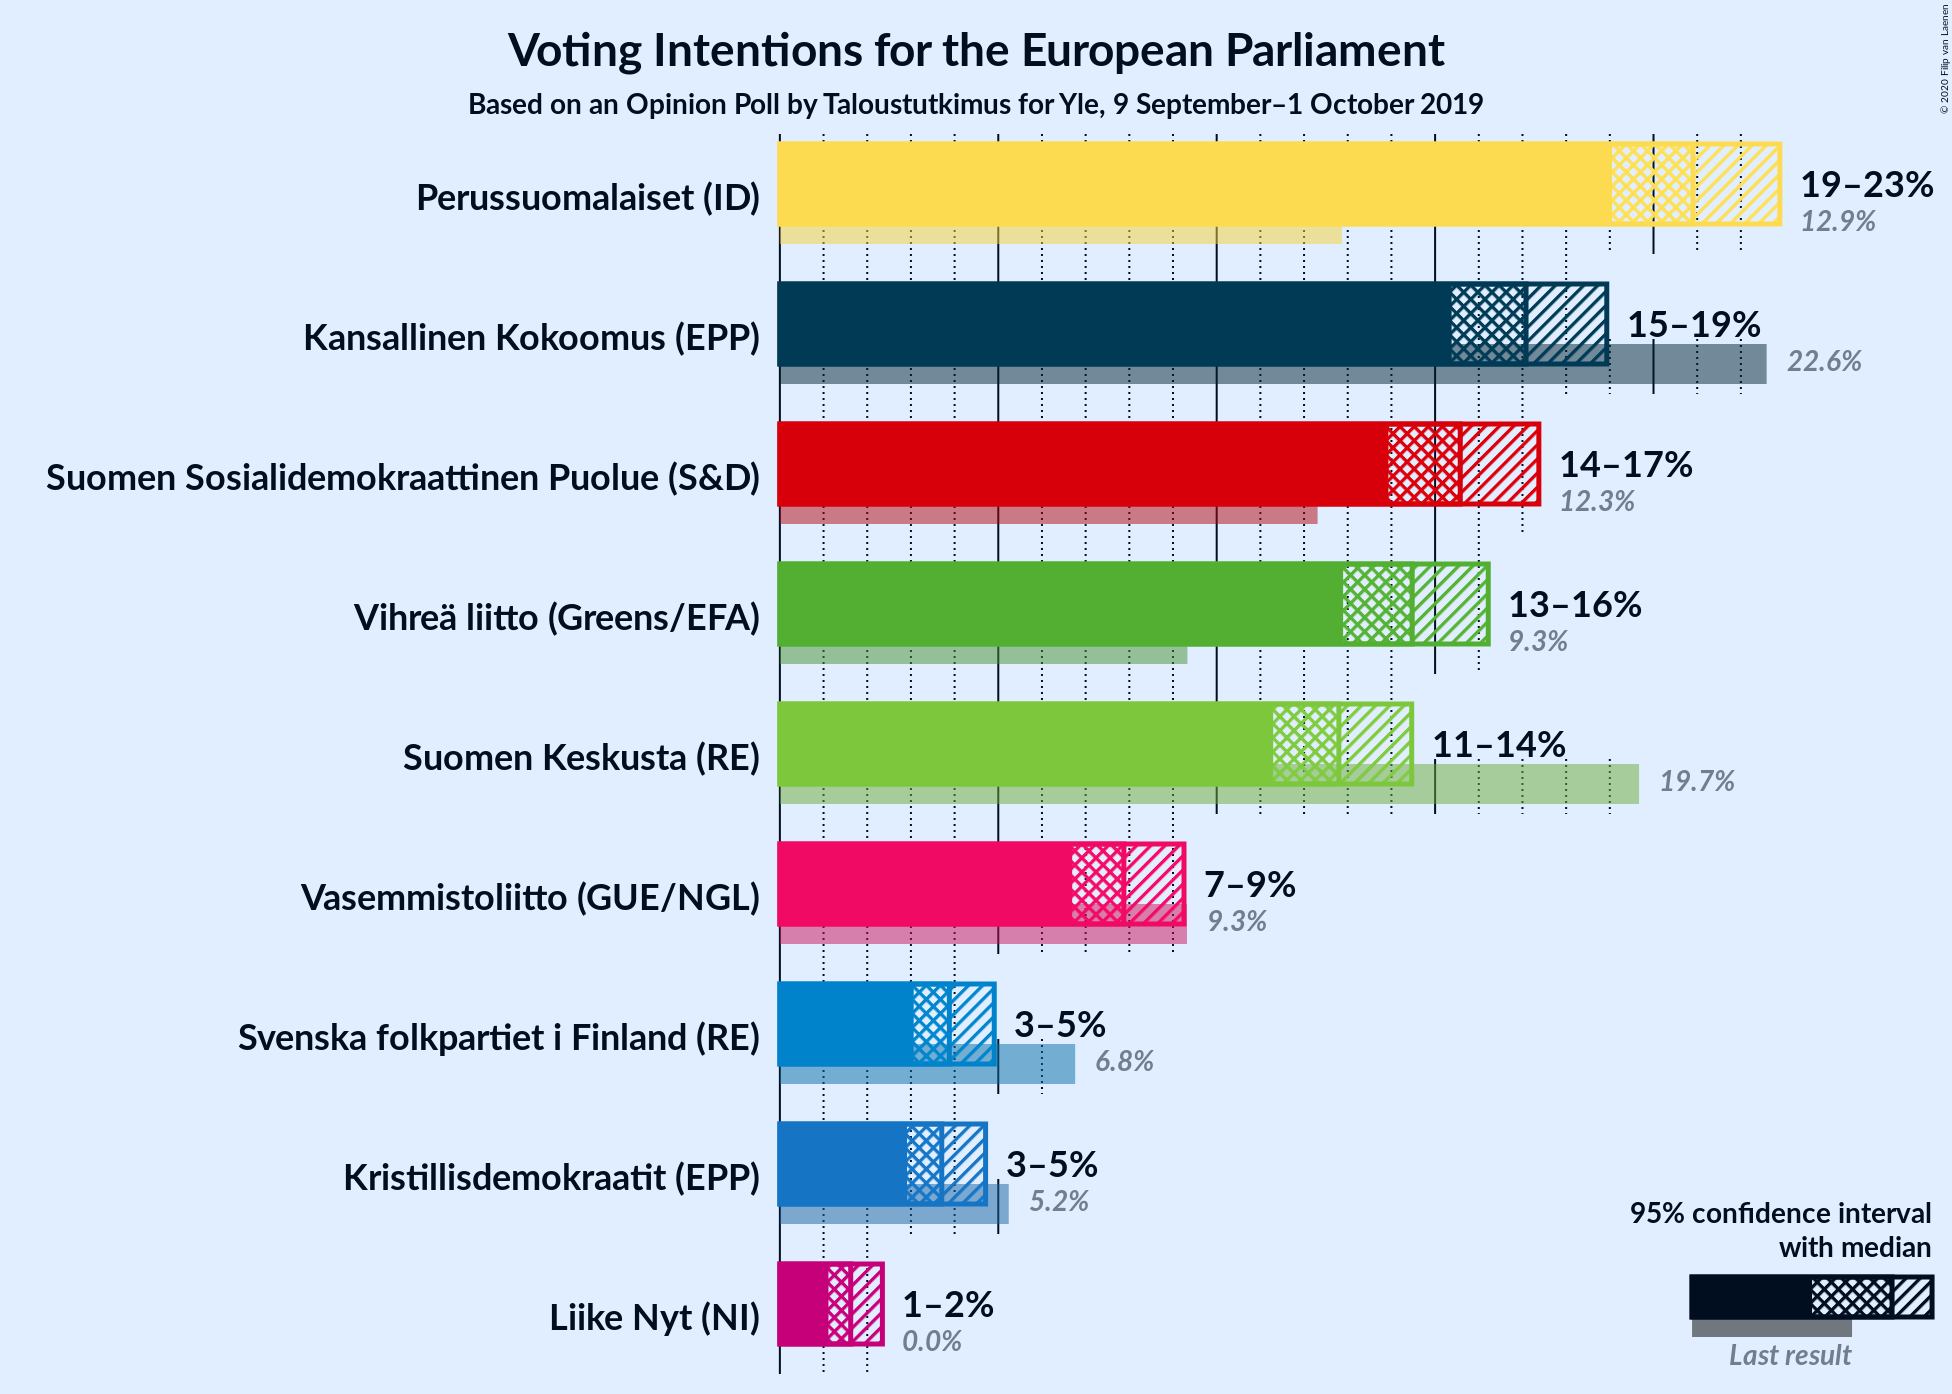 Voting Intentions for the European Parliament
Based on an Opinion Poll by Taloustutkimus for Yle, 9 September–1 October 2019
© 2020 Filip van Laenen
Perussuomalaiset (ID)
19–23%
12.9%
Kansallinen Kokoomus (EPP)
15–19%
22.6%
Suomen Sosialidemokraattinen Puolue (S&D)
14–17%
12.3%
Vihreä liitto (Greens/EFA)
13–16%
9.3%
Suomen Keskusta (RE)
11–14%
19.7%
Vasemmistoliitto (GUE/NGL)
7–9%
9.3%
Svenska folkpartiet i Finland (RE)
3–5%
6.8%
Kristillisdemokraatit (EPP)
3–5%
5.2%
Liike Nyt (NI)
1–2%
0.0%
95% confidence interval
with median
Last result